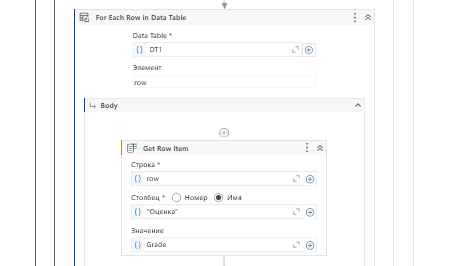 For Each Row in Data Table
Data Table *
DT1
Элемент
row
Body
Get Row Item
Строка *
row
Столбец * Номер Имя
"Оценка"
Значение
Grade